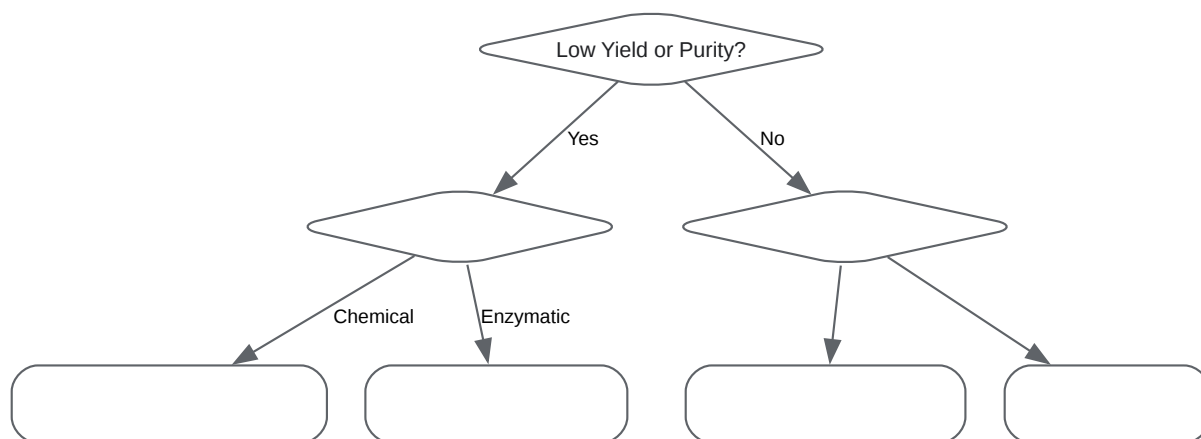 Low Yield or Purity?
Yes
No
Chemical
Enzymatic